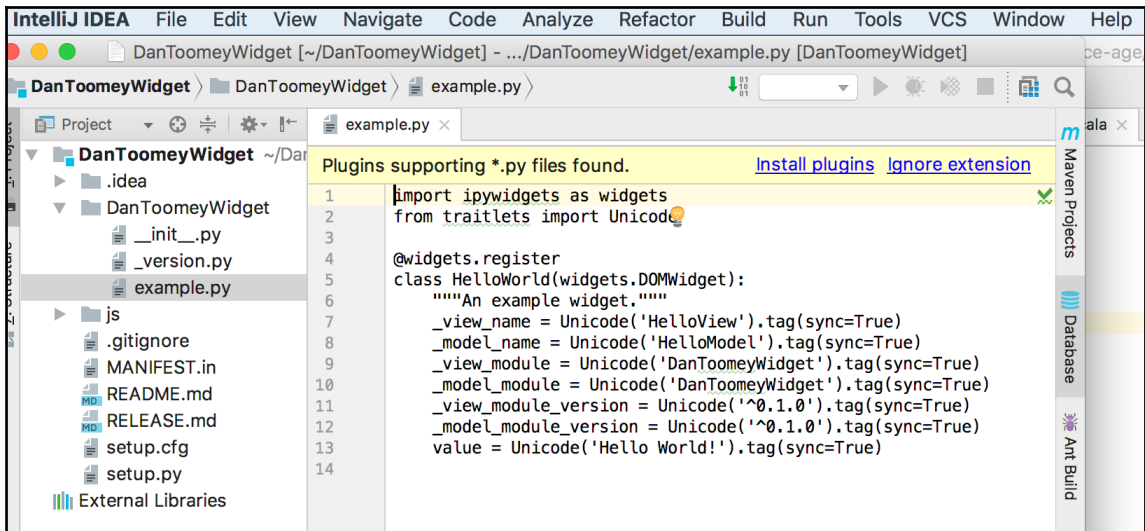 IntelliJ IDEA File Edit View Navigate Code Analyze Refactor Build Run Tools VCS Window Help
DanToomeyWidget [~/DanToomeyWidget] - .../DanToomeyWidget/example.py [DanToomeyWidget]
ce-age
DanToomeyWidget DanToomeyWidget example.py
Project
example.py
ala
DanToomeyWidget ~/Dar
.idea
DanToomeyWidget
__init__.py
_version.py
example.py
js
.gitignore
MANIFEST.in
README.md
RELEASE.md
setup.cfg
setup.py
External Libraries
Plugins supporting *.py files found. Install plugins Ignore extension
1 import ipywidgets as widgets
2 from traitlets import Unicode
3
4 @widgets.register
5 class HelloWorld(widgets.DOMWidget):
6 """An example widget."""
7 _view_name = Unicode('HelloView').tag(sync=True)
8 _model_name = Unicode('HelloModel').tag(sync=True)
9 _view_module = Unicode('DanToomeyWidget').tag(sync=True)
10 _model_module = Unicode('DanToomeyWidget').tag(sync=True)
11 _view_module_version = Unicode('^0.1.0').tag(sync=True)
12 _model_module_version = Unicode('^0.1.0').tag(sync=True)
13 value = Unicode('Hello World!').tag(sync=True)
14
Maven Projects
Database
Ant Build